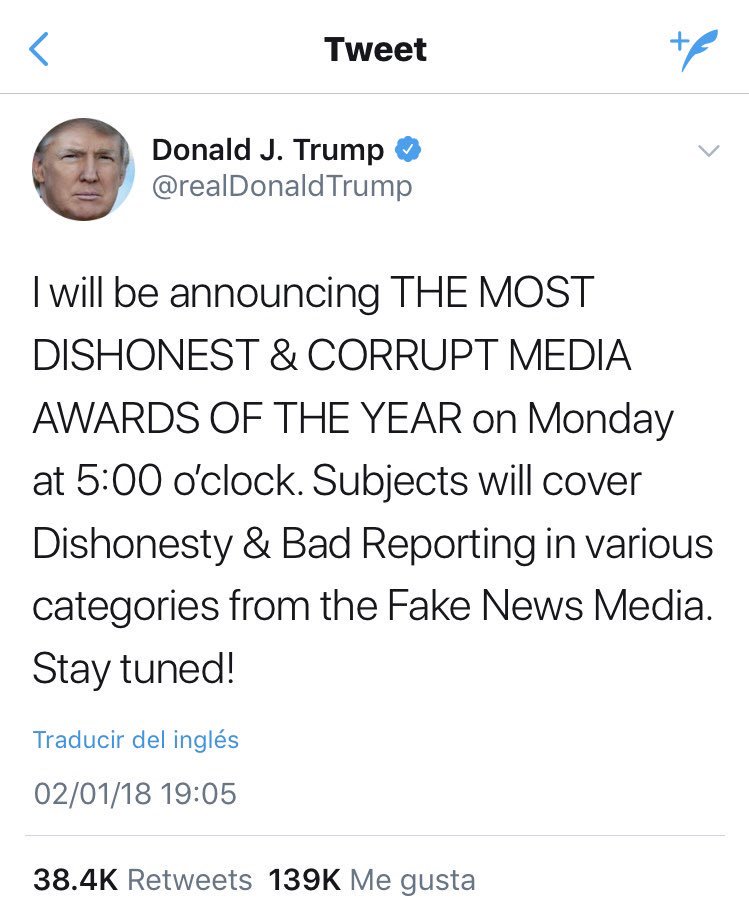 Tweet
Donald J. Trump
@realDonaldTrump
I will be announcing THE MOST
DISHONEST & CORRUPT MEDIA
AWARDS OF THE YEAR on Monday
at 5:00 o’clock. Subjects will cover
Dishonesty & Bad Reporting in various
categories from the Fake News Media.
Stay tuned!
Traducir del inglés
02/01/18 19:05
38.4K Retweets 139K Me gusta